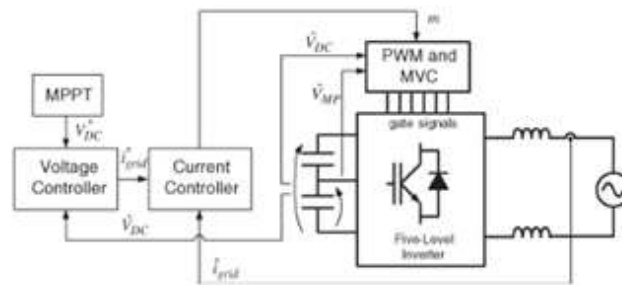 m
V̂DC
PWM and
MVC
V̂MP
MPPT
V*DC
gate signals
Voltage
Controller
i*grid
Current
Controller
V̂DC
Five-Level
Inverter
îgrid